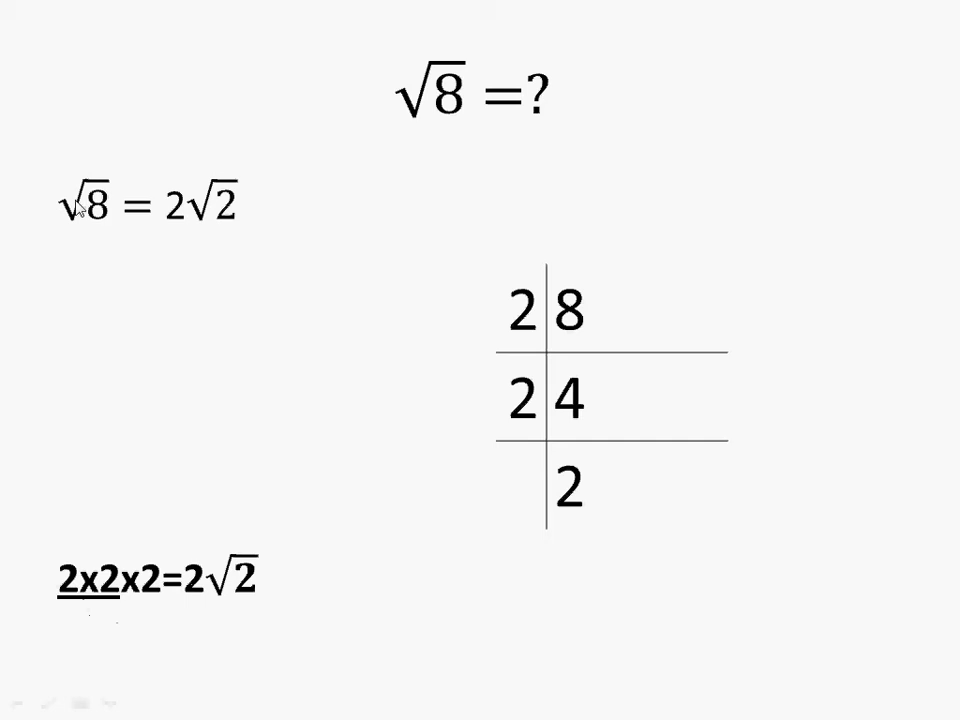 √8 =?
√8 = 2√2
2 8
2 4
2
2x2x2=2√2